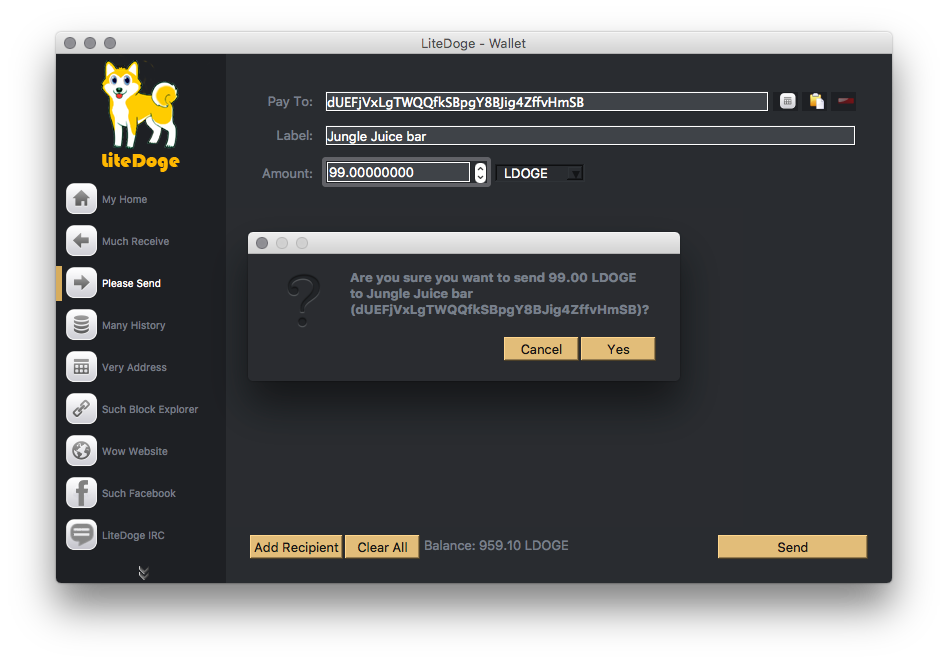 LiteDoge - Wallet
LiteDoge
My Home
Much Receive
Please Send
Many History
Very Address
Such Block Explorer
Wow Website
Such Facebook
LiteDoge IRC
Pay To: dUEFjVxLgTWQQfkSBpgY8BJig4ZffvHmSB
Label: Jungle Juice bar
Amount: 99.00000000 LDOGE
Are you sure you want to send 99.00 LDOGE
to Jungle Juice bar
(dUEFjVxLgTWQQfkSBpgY8BJig4ZffvHmSB)?
Cancel Yes
Add Recipient Clear All Balance: 959.10 LDOGE Send